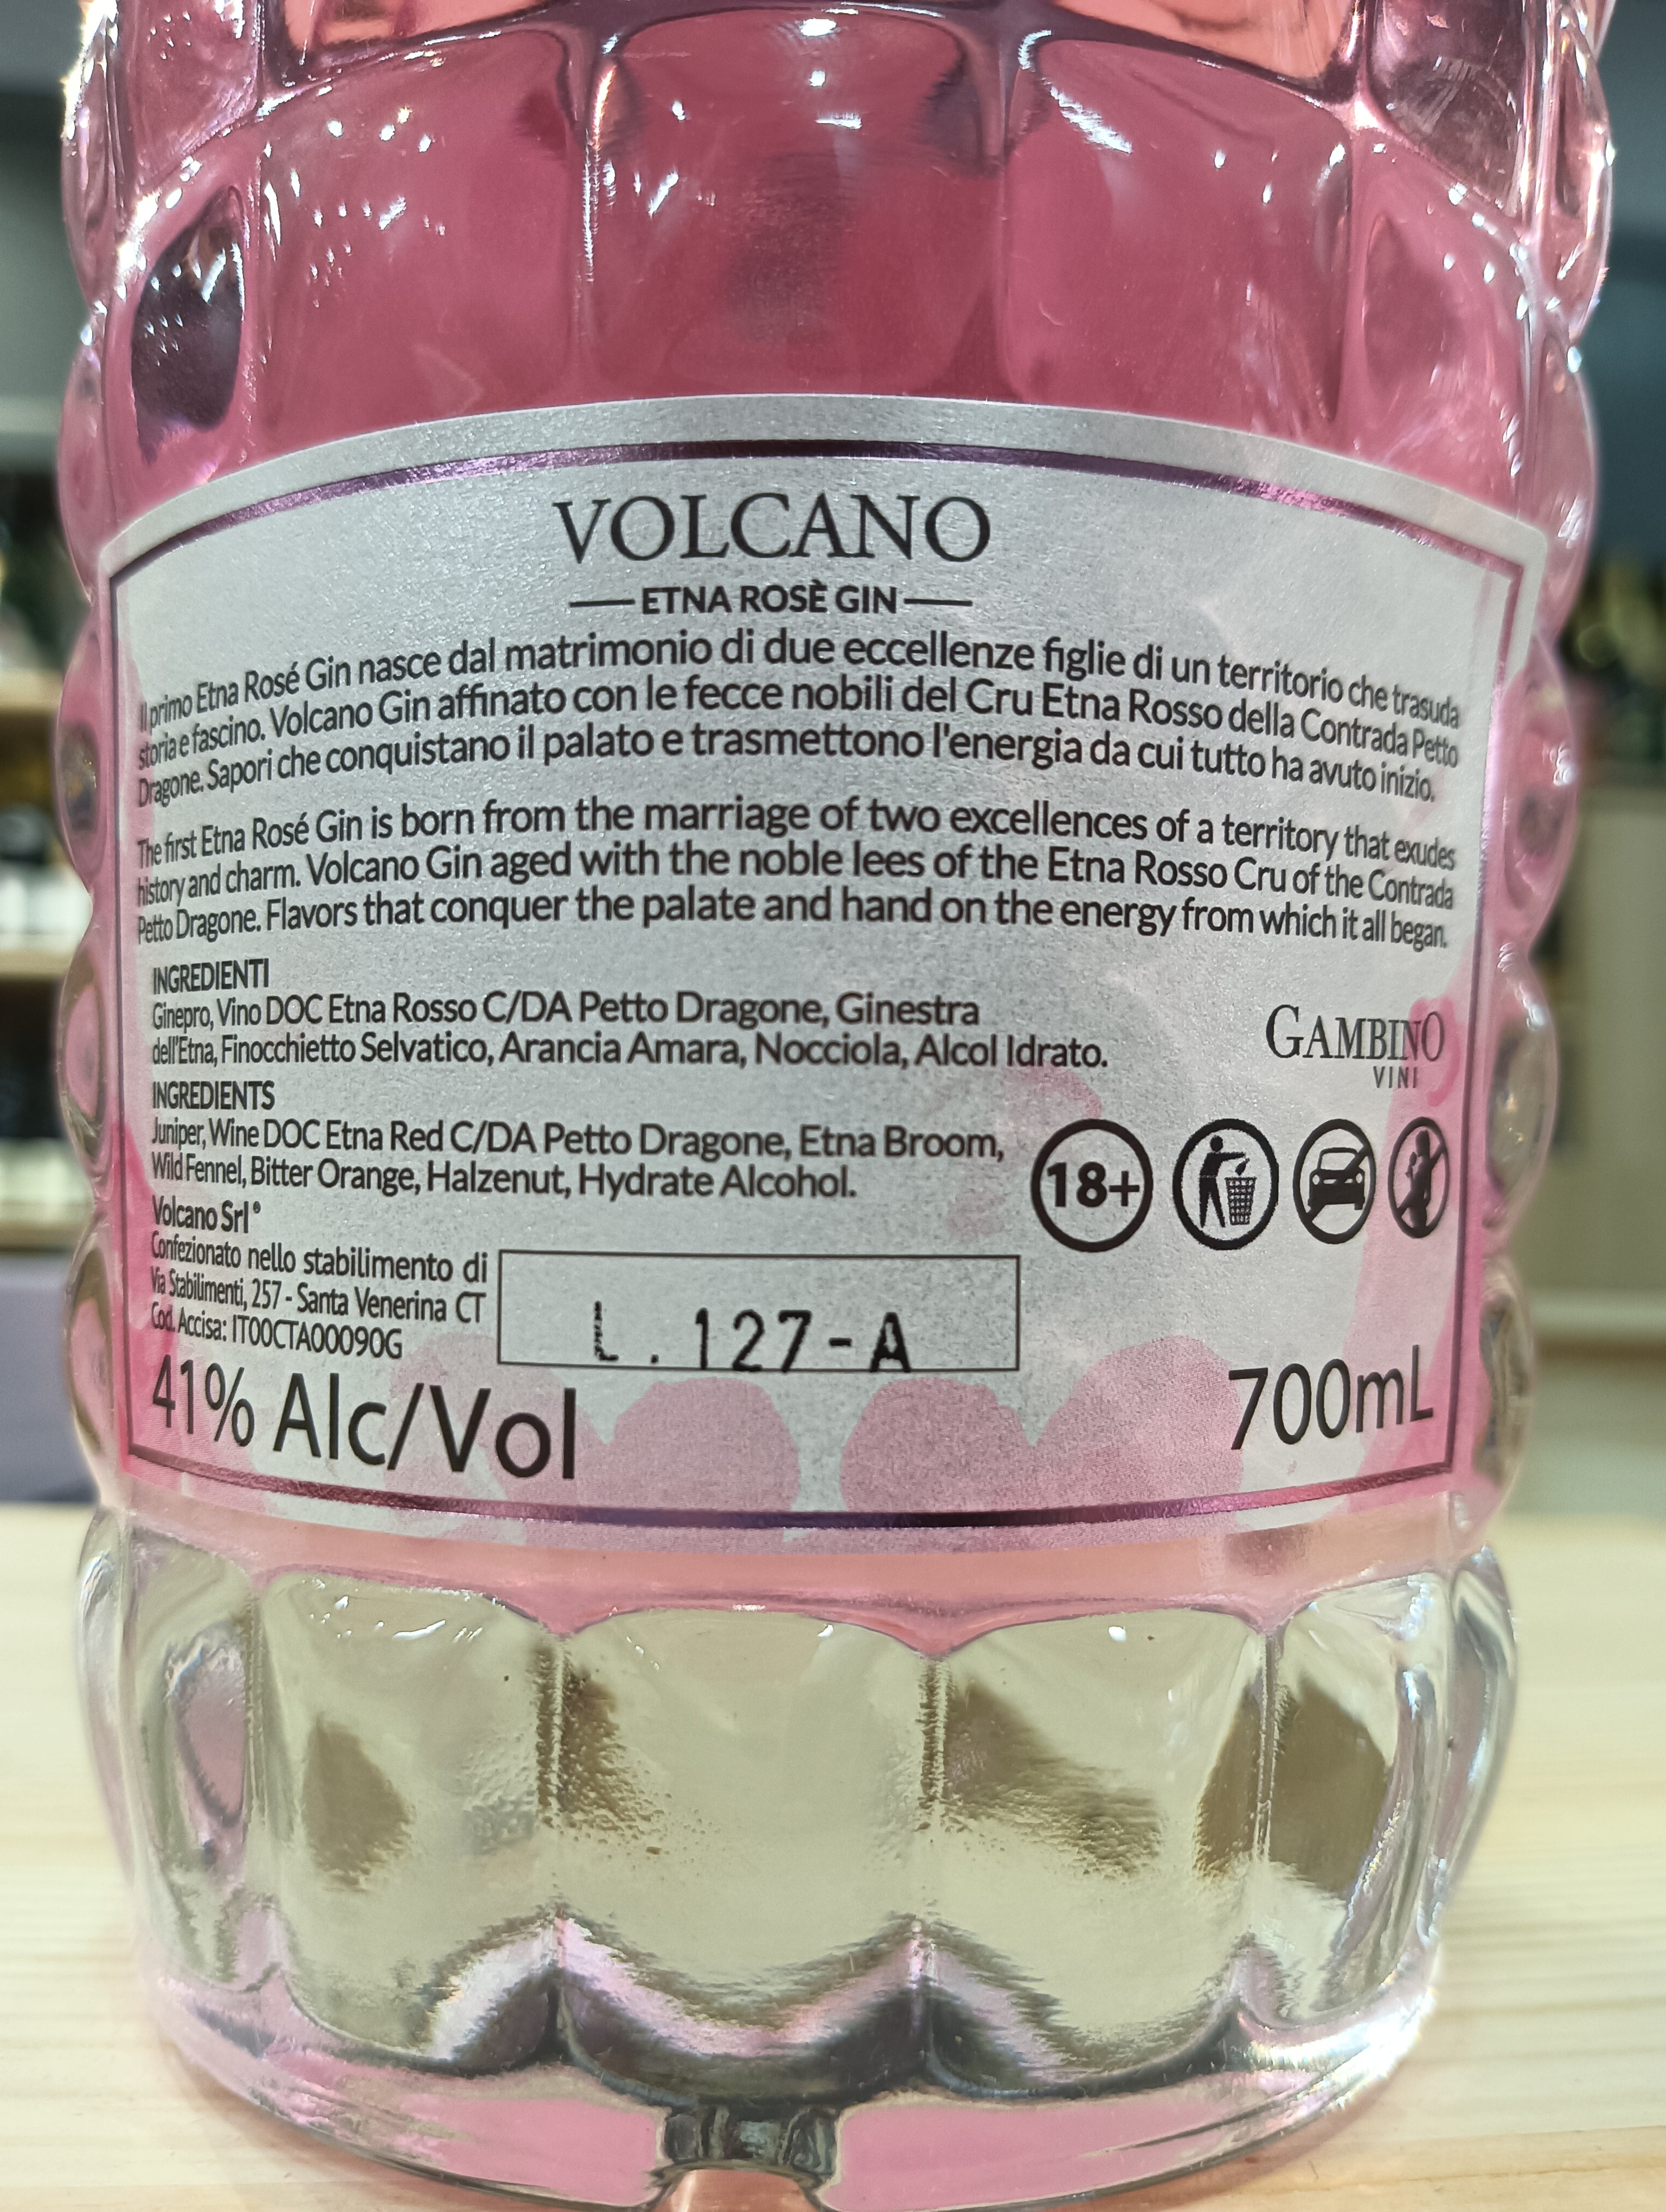 VOLCANO
ETNA ROSÈ GIN
Il primo Etna Rosé Gin nasce dal matrimonio di due eccellenze figlie di un territorio che trasuda
storia e fascino. Volcano Gin affinato con le fecce nobili del Cru Etna Rosso della Contrada Petto
Dragone. Sapori che conquistano il palato e trasmettono l'energia da cui tutto ha avuto inizio.
The first Etna Rosé Gin is born from the marriage of two excellences of a territory that exudes
history and charm. Volcano Gin aged with the noble lees of the Etna Rosso Cru of the Contrada
Petto Dragone. Flavors that conquer the palate and hand on the energy from which it all began.
INGREDIENTI
Ginepro, Vino DOC Etna Rosso C/DA Petto Dragone, Ginestra
dell'Etna, Finocchietto Selvatico, Arancia Amara, Nocciola, Alcol Idrato.
INGREDIENTS
Juniper, Wine DOC Etna Red C/DA Petto Dragone, Etna Broom,
Wild Fennel, Bitter Orange, Halzenut, Hydrate Alcohol.
GAMBINO
VINI
18+
Volcano Srl®
Confezionato nello stabilimento di
Via Stabilimenti, 257 - Santa Venerina CT
Cod. Accisa: IT00CTA00090G
L. 127-A
41% Alc/Vol
700mL